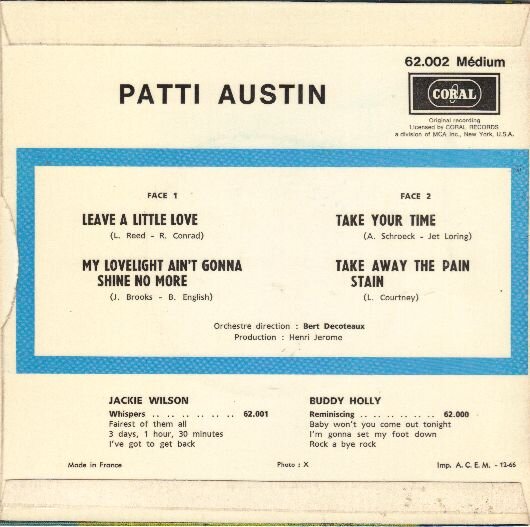 62.002 Médium
PATTI AUSTIN
CORAL
Original recording
Licensed by CORAL RECORDS
a division of MCA Inc., New York, U.S.A.
FACE 1
LEAVE A LITTLE LOVE
(L. Reed - R. Conrad)
MY LOVELIGHT AIN'T GONNA
SHINE NO MORE
(J. Brooks - B. English)
FACE 2
TAKE YOUR TIME
(A. Schroeck - Jet Loring)
TAKE AWAY THE PAIN
STAIN
(L. Courtney)
Orchestre direction : Bert Decoteaux
Production : Henri Jerome
JACKIE WILSON
Whispers .. .. .. .. .. .. .. 62.001
Fairest of them all
3 days, 1 hour, 30 minutes
I've got to get back
BUDDY HOLLY
Reminiscing .. .. .. .. .. .. 62.000
Baby won't you come out tonight
I'm gonna set my foot down
Rock a bye rock
Made in France
Photo : X
Imp. A. C. E. M. - 12-66